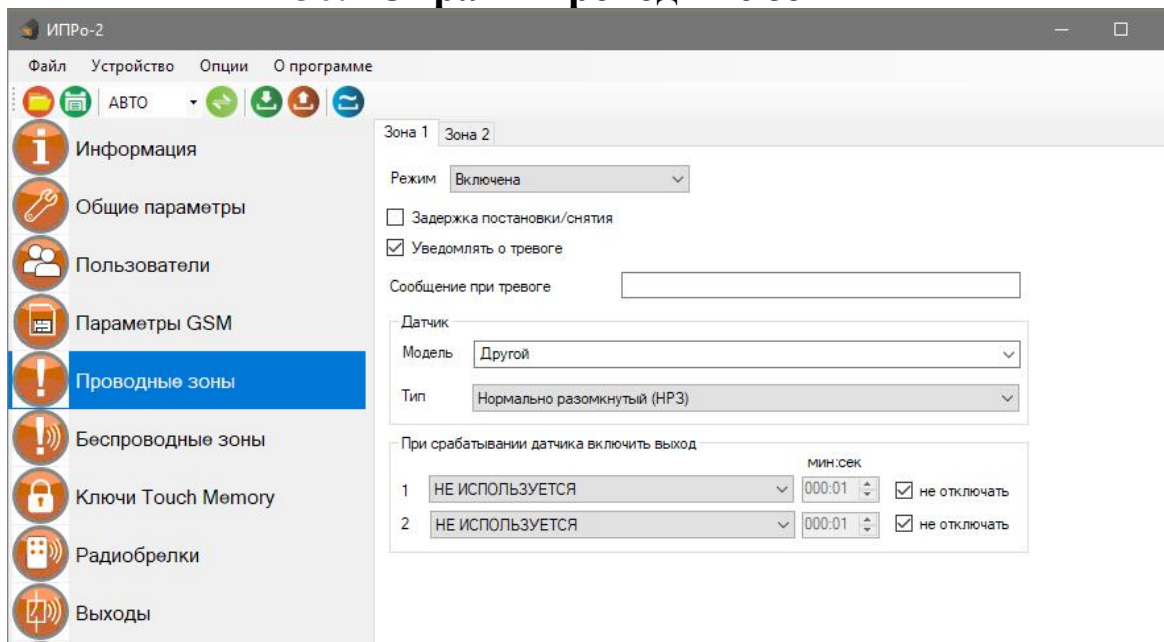 ИПРо-2
Файл Устройство Опции О программе
АВТО
Информация
Общие параметры
Пользователи
Параметры GSM
Проводные зоны
Беспроводные зоны
Ключи Touch Memory
Радиобрелки
Выходы
Зона 1 Зона 2
Режим Включена
Задержка постановки/снятия
Уведомлять о тревоге
Сообщение при тревоге
Датчик
Модель Другой
Тип Нормально разомкнутый (НРЗ)
При срабатывании датчика включить выход
мин:сек
1 НЕ ИСПОЛЬЗУЕТСЯ 000:01 не отключать
2 НЕ ИСПОЛЬЗУЕТСЯ 000:01 не отключать